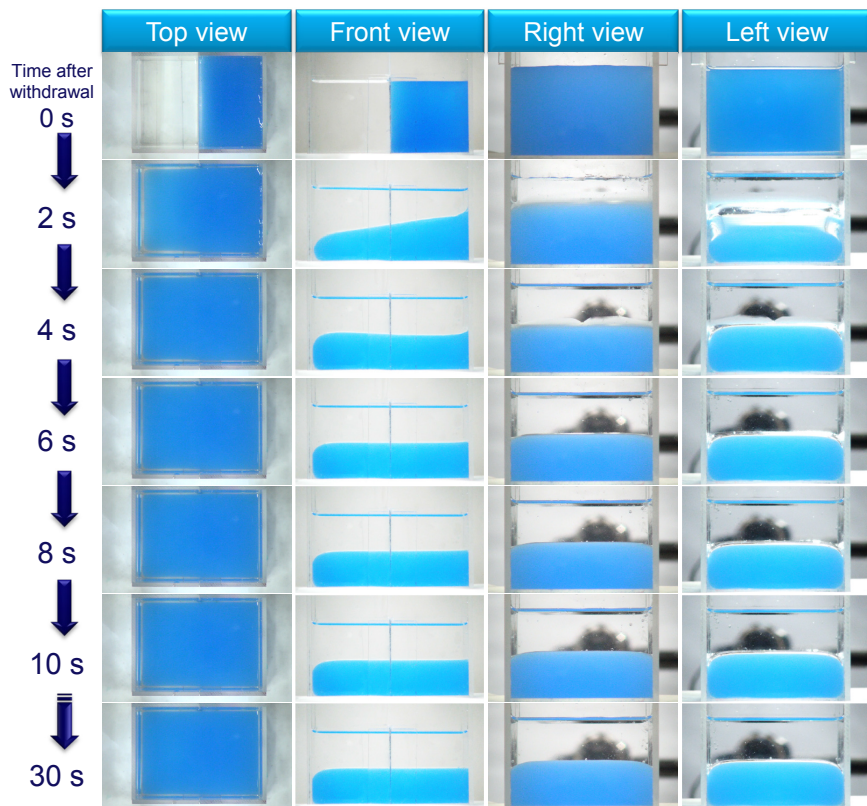 Top view
Front view
Right view
Left view
Time after
withdrawal
0 s
2 s
4 s
6 s
8 s
10 s
30 s